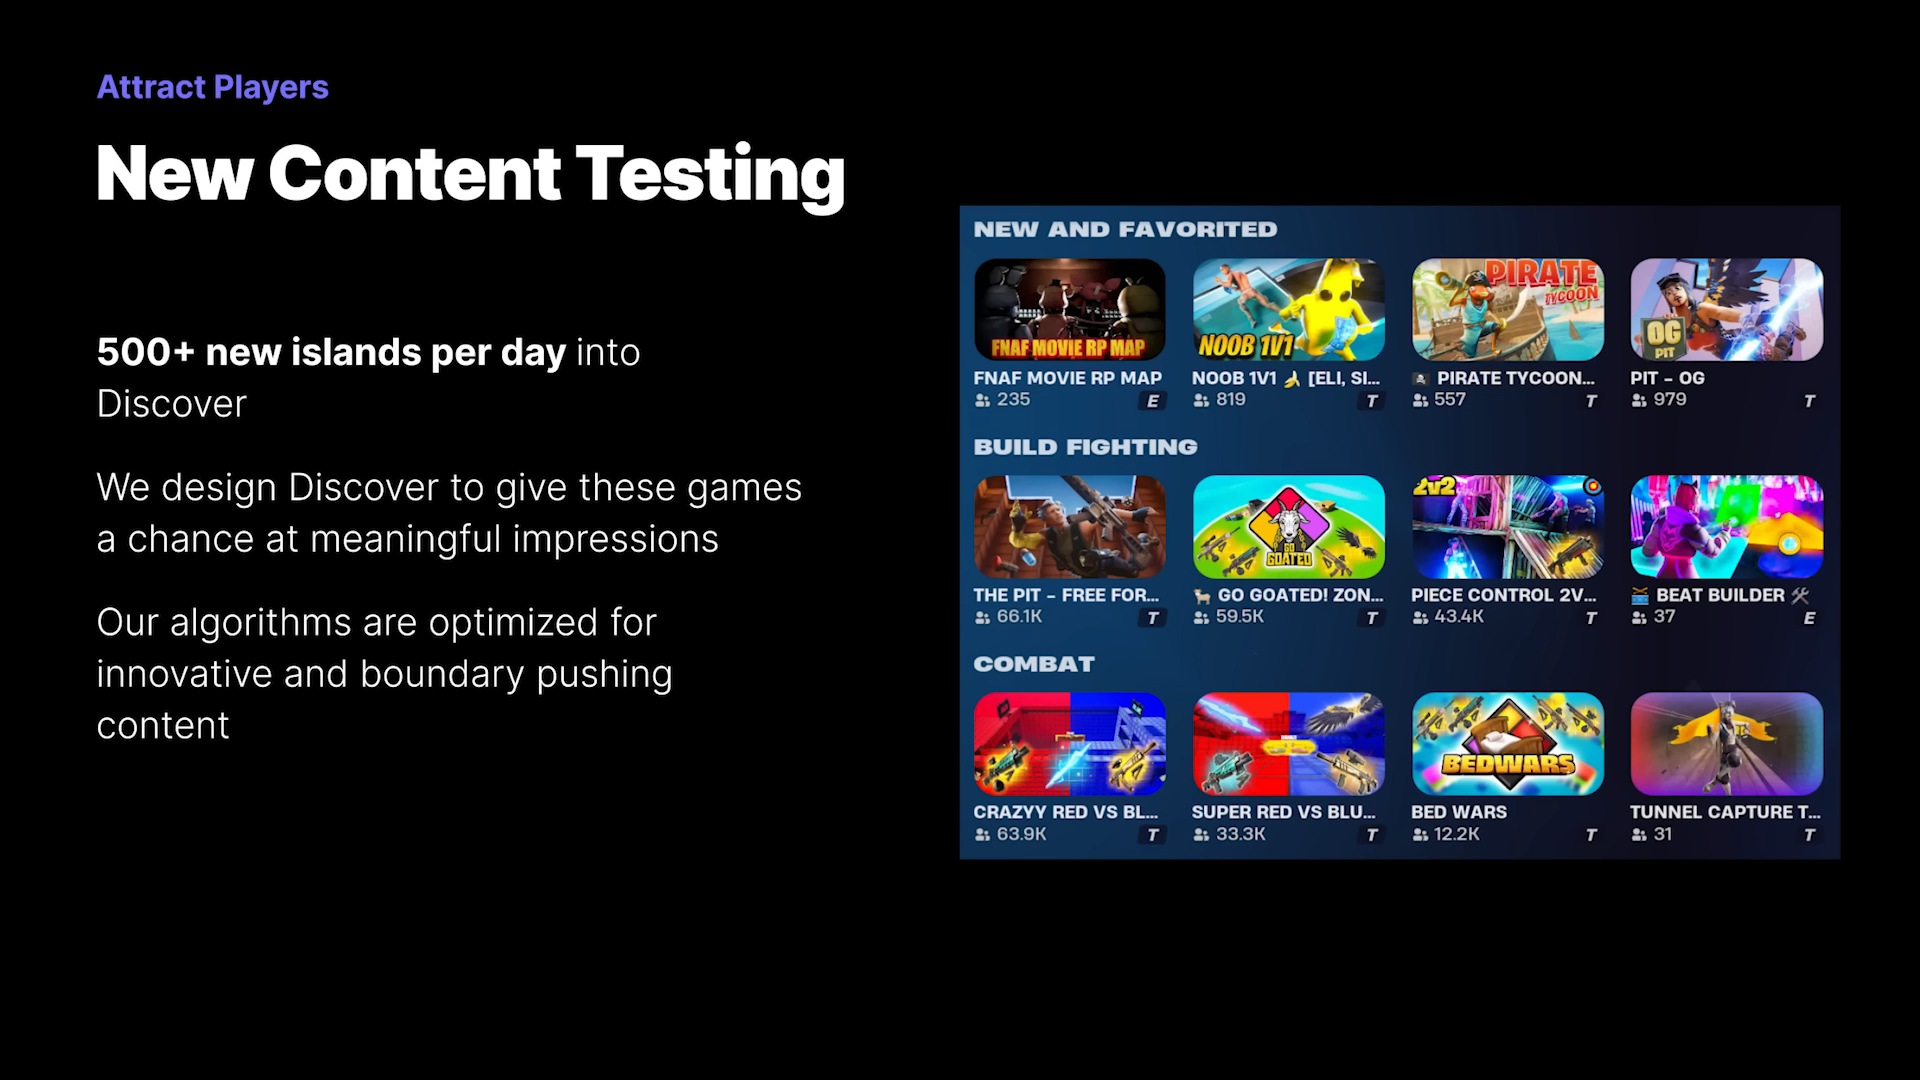 Attract Players
New Content Testing
500+ new islands per day into
Discover
We design Discover to give these games
a chance at meaningful impressions
Our algorithms are optimized for
innovative and boundary pushing
content
NEW AND FAVORITED
FNAF MOVIE RP MAP
NOOB 1V1
PIRATE
TYCOON
OG
PIT
FNAF MOVIE RP MAP
NOOB 1V1 🍌 [ELI, SI...
🏴‍☠️ PIRATE TYCOON...
PIT - OG
235 E
819 T
557 T
979 T
BUILD FIGHTING
GO
GOATED
2v2
THE PIT - FREE FOR...
🐐 GO GOATED! ZON...
PIECE CONTROL 2V...
BEAT BUILDER 🛠
66.1K T
59.5K T
43.4K T
37 E
COMBAT
BEDWARS
CRAZYY RED VS BL...
SUPER RED VS BLU...
BED WARS
TUNNEL CAPTURE T...
63.9K T
33.3K T
12.2K T
31 T